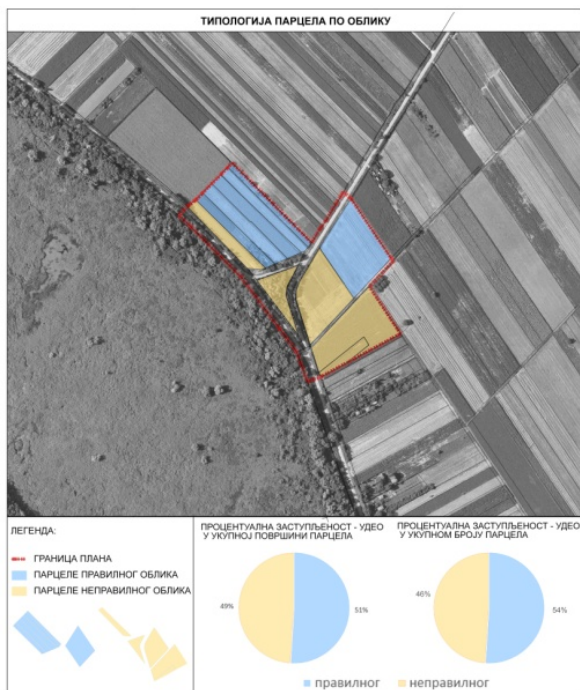 ТИПОЛОГИЈА ПАРЦЕЛА ПО ОБЛИКУ
ЛЕГЕНДА:
ГРАНИЦА ПЛАНА
ПАРЦЕЛЕ ПРАВИЛНОГ ОБЛИКА
ПАРЦЕЛЕ НЕПРАВИЛНОГ ОБЛИКА
ПРОЦЕНТУАЛНА ЗАСТУПЉЕНОСТ - УДЕО
У УКУПНОЈ ПОВРШИНИ ПАРЦЕЛА
49%
51%
ПРОЦЕНТУАЛНА ЗАСТУПЉЕНОСТ - УДЕО
У УКУПНОМ БРОЈУ ПАРЦЕЛА
46%
54%
правилног
неправилног